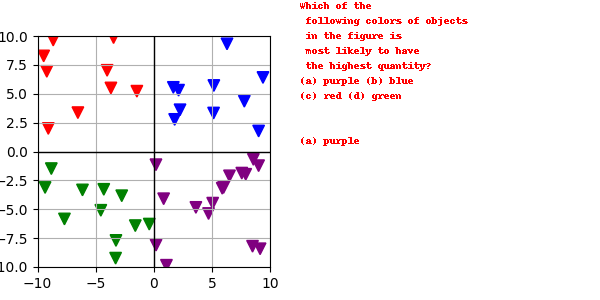 Which of the
following colors of objects
in the figure is
most likely to have
the highest quantity?
(a) purple (b) blue
(c) red (d) green
(a) purple
10.0
7.5
5.0
2.5
0.0
−2.5
−5.0
−7.5
10.0
−10 −5 0 5 10